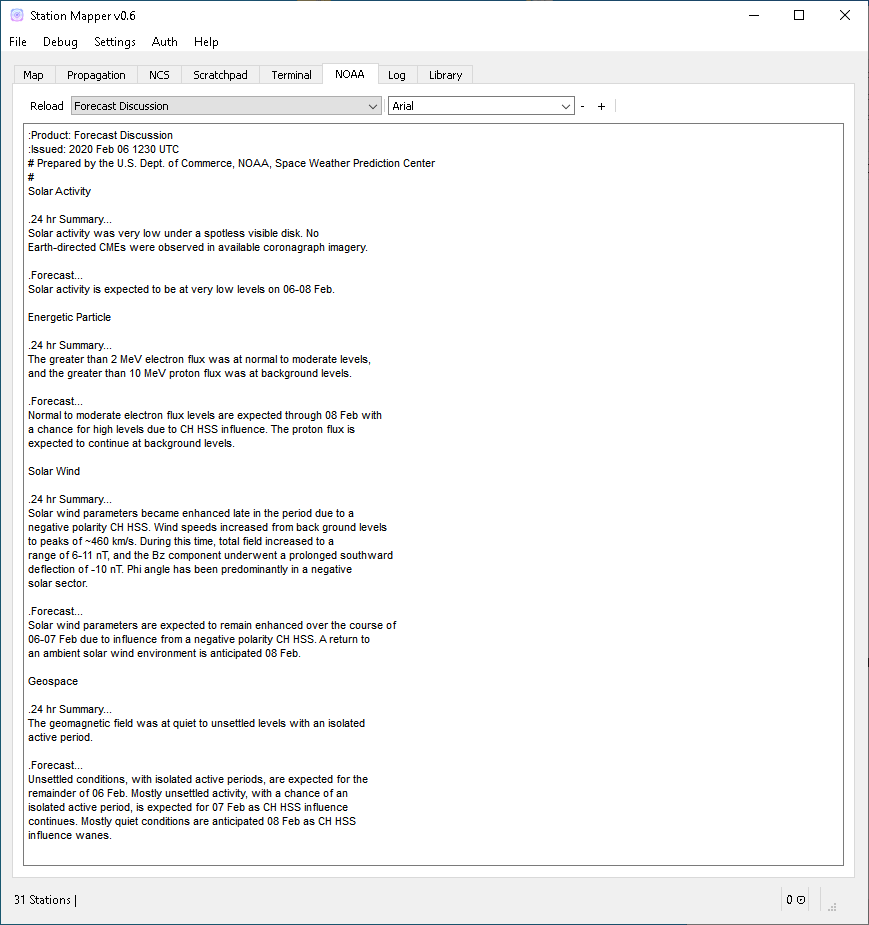 Station Mapper v0.6
File Debug Settings Auth Help
Map Propagation NCS Scratchpad Terminal NOAA Log Library
Reload Forecast Discussion Arial - +
:Product: Forecast Discussion
:Issued: 2020 Feb 06 1230 UTC
# Prepared by the U.S. Dept. of Commerce, NOAA, Space Weather Prediction Center
#
Solar Activity
.24 hr Summary...
Solar activity was very low under a spotless visible disk. No
Earth-directed CMEs were observed in available coronagraph imagery.
.Forecast...
Solar activity is expected to be at very low levels on 06-08 Feb.
Energetic Particle
.24 hr Summary...
The greater than 2 MeV electron flux was at normal to moderate levels,
and the greater than 10 MeV proton flux was at background levels.
.Forecast...
Normal to moderate electron flux levels are expected through 08 Feb with
a chance for high levels due to CH HSS influence. The proton flux is
expected to continue at background levels.
Solar Wind
.24 hr Summary...
Solar wind parameters became enhanced late in the period due to a
negative polarity CH HSS. Wind speeds increased from back ground levels
to peaks of ~460 km/s. During this time, total field increased to a
range of 6-11 nT, and the Bz component underwent a prolonged southward
deflection of -10 nT. Phi angle has been predominantly in a negative
solar sector.
.Forecast...
Solar wind parameters are expected to remain enhanced over the course of
06-07 Feb due to influence from a negative polarity CH HSS. A return to
an ambient solar wind environment is anticipated 08 Feb.
Geospace
.24 hr Summary...
The geomagnetic field was at quiet to unsettled levels with an isolated
active period.
.Forecast...
Unsettled conditions, with isolated active periods, are expected for the
remainder of 06 Feb. Mostly unsettled activity, with a chance of an
isolated active period, is expected for 07 Feb as CH HSS influence
continues. Mostly quiet conditions are anticipated 08 Feb as CH HSS
influence wanes.
31 Stations |
0